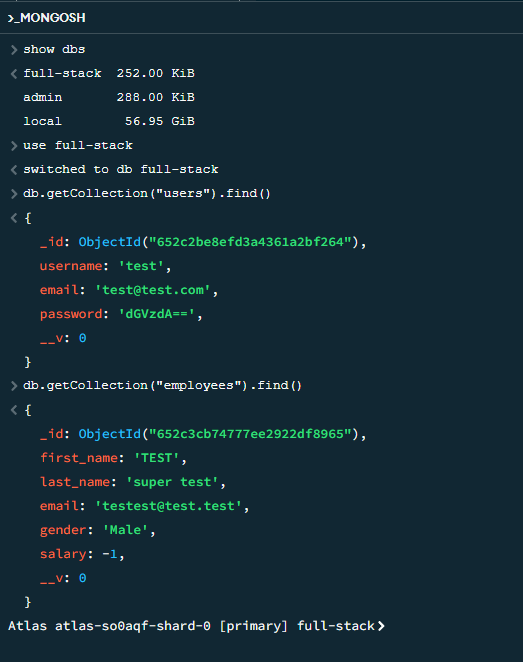 >_MONGOSH
> show dbs
< full-stack  252.00 KiB
admin       288.00 KiB
local        56.95 GiB
> use full-stack
< switched to db full-stack
> db.getCollection("users").find()
< {
_id: ObjectId("652c2be8efd3a4361a2bf264"),
username: 'test',
email: 'test@test.com',
password: 'dGVzdA==',
__v: 0
}
> db.getCollection("employees").find()
< {
_id: ObjectId("652c3cb74777ee2922df8965"),
first_name: 'TEST',
last_name: 'super test',
email: 'testest@test.test',
gender: 'Male',
salary: -1,
__v: 0
}
Atlas atlas-so0aqf-shard-0 [primary] full-stack>